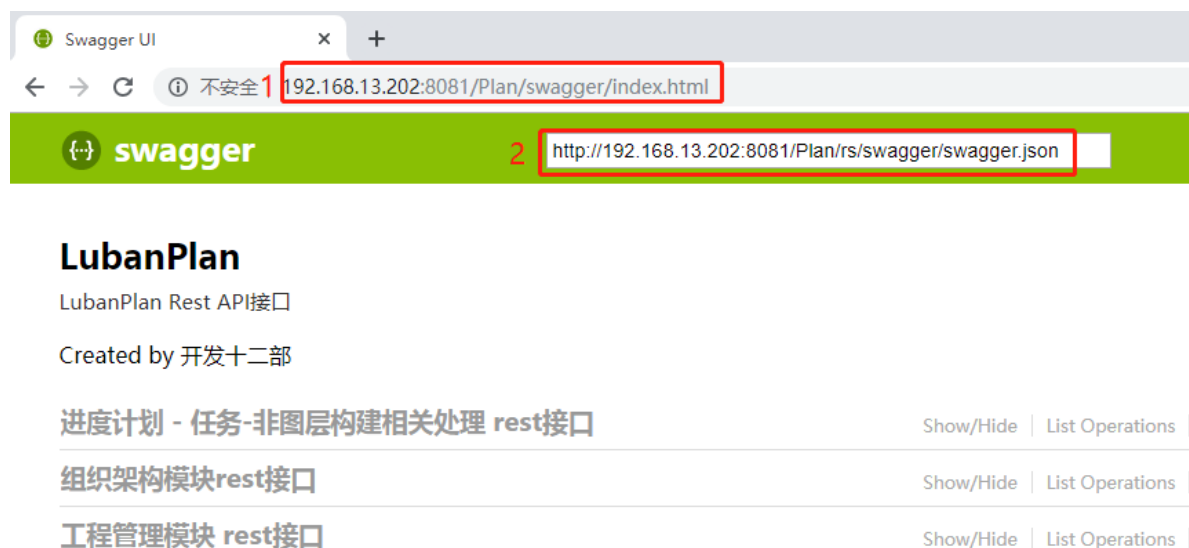 Swagger UI
不安全 1 192.168.13.202:8081/Plan/swagger/index.html
swagger 2 http://192.168.13.202:8081/Plan/rs/swagger/swagger.json
LubanPlan
LubanPlan Rest API接口
Created by 开发十二部
进度计划 - 任务-非图层构建相关处理 rest接口 Show/Hide List Operations
组织架构模块rest接口 Show/Hide List Operations
工程管理模块 rest接口 Show/Hide List Operations